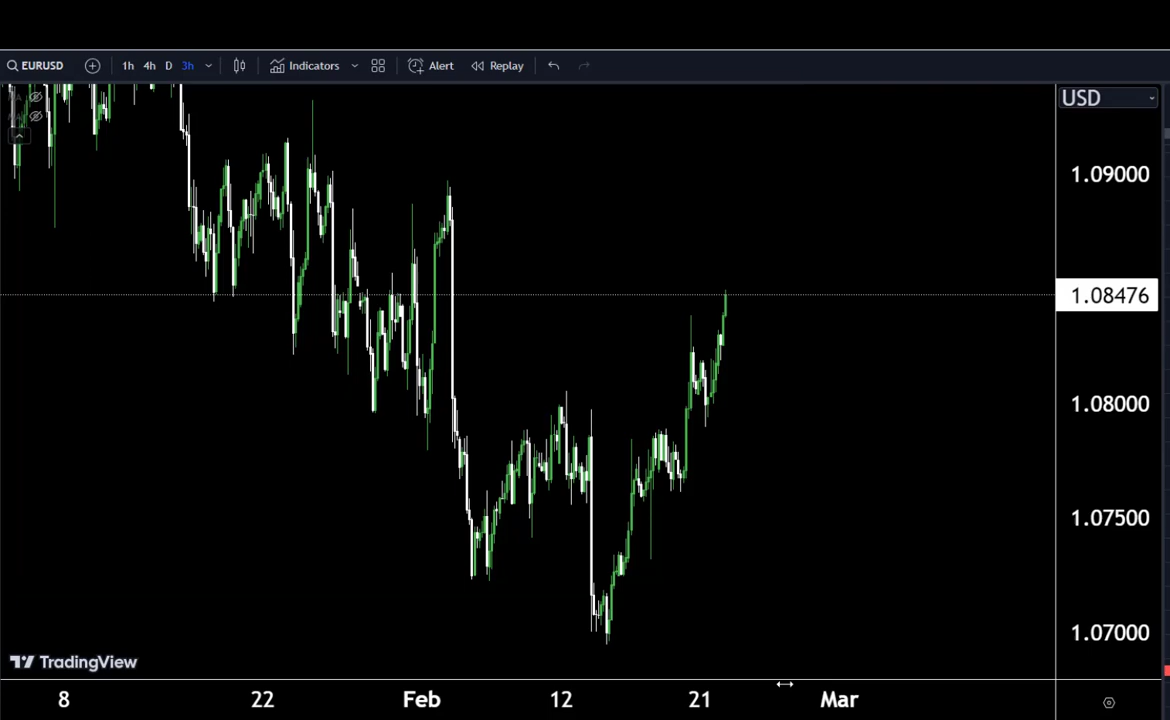 EURUSD 1h 4h D 3h Indicators Alert Replay
USD
1.09000
1.08476
1.08000
1.07500
1.07000
TradingView
8 22 Feb 12 21 Mar